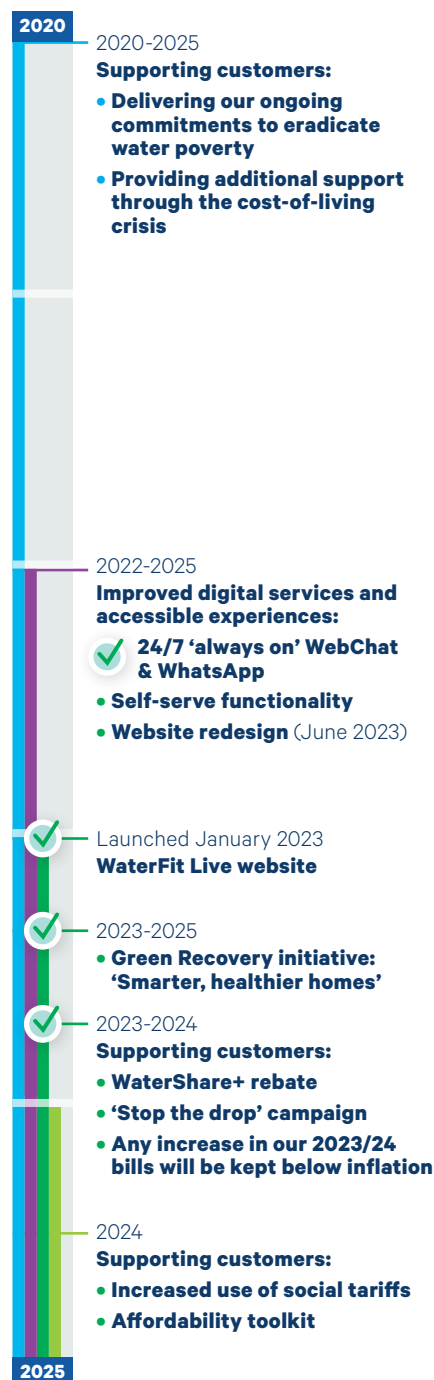 2020
2020-2025
Supporting customers:
• Delivering our ongoing
commitments to eradicate
water poverty
• Providing additional support
through the cost-of-living
crisis
2022-2025
Improved digital services and
accessible experiences:
24/7 ‘always on’ WebChat
& WhatsApp
• Self-serve functionality
• Website redesign (June 2023)
Launched January 2023
WaterFit Live website
2023-2025
• Green Recovery initiative:
‘Smarter, healthier homes’
2023-2024
Supporting customers:
• WaterShare+ rebate
• ‘Stop the drop’ campaign
• Any increase in our 2023/24
bills will be kept below inflation
2024
Supporting customers:
• Increased use of social tariffs
• Affordability toolkit
2025